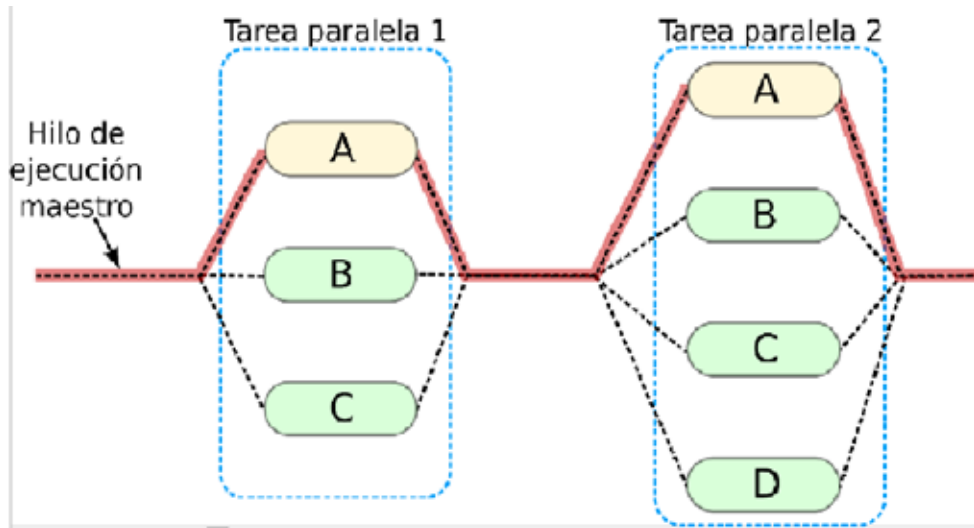 Tarea paralela 1
Tarea paralela 2
Hilo de
ejecución
maestro
A
B
C
A
B
C
D